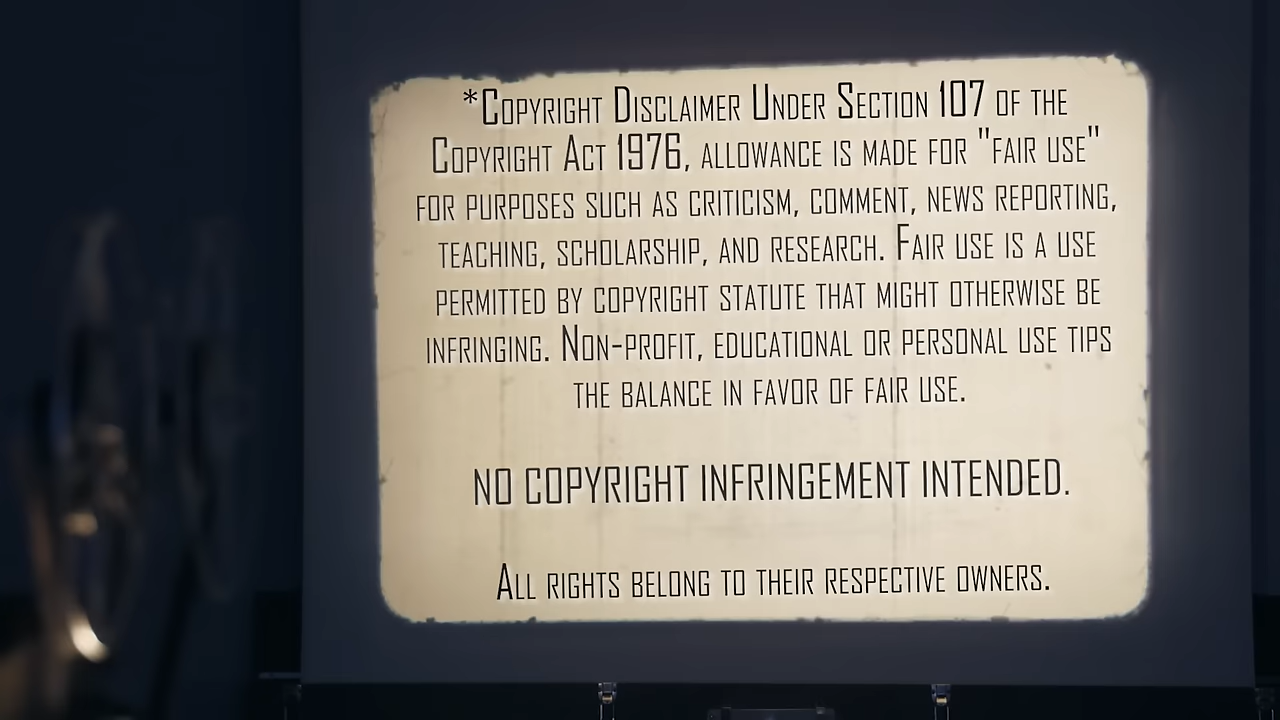 *Copyright Disclaimer Under Section 107 of the
Copyright Act 1976, allowance is made for "fair use"
for purposes such as criticism, comment, news reporting,
teaching, scholarship, and research. Fair use is a use
permitted by copyright statute that might otherwise be
infringing. Non-profit, educational or personal use tips
the balance in favor of fair use.
NO COPYRIGHT INFRINGEMENT INTENDED.
All rights belong to their respective owners.